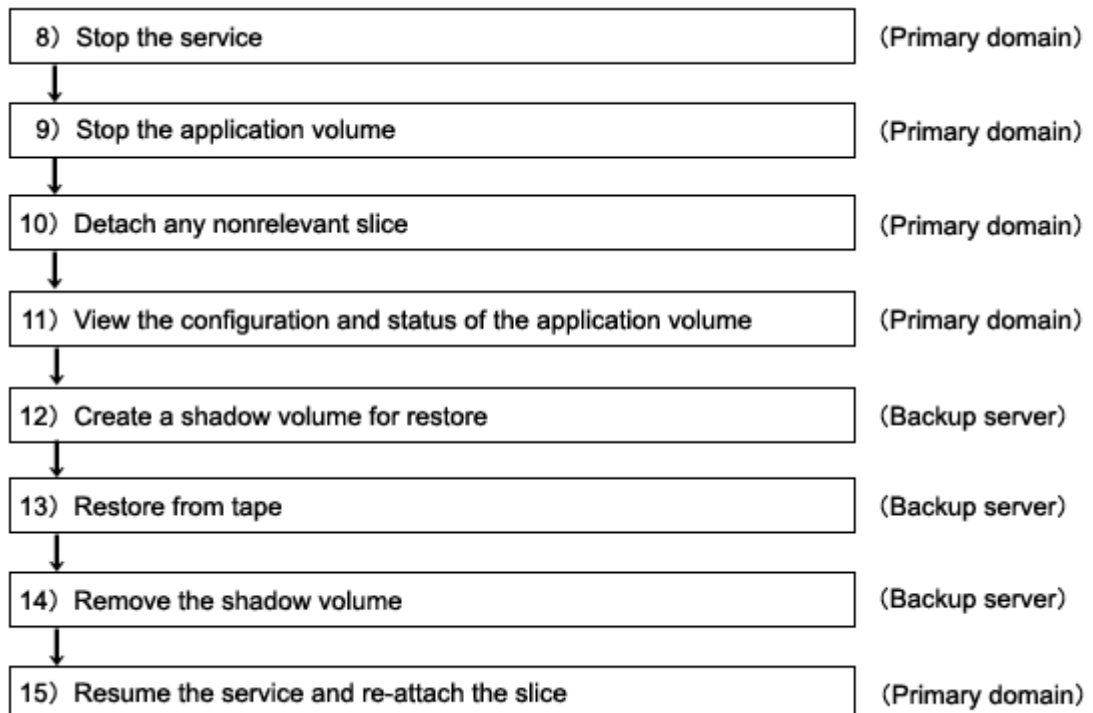 8）Stop the service （Primary domain）
9）Stop the application volume （Primary domain）
10）Detach any nonrelevant slice （Primary domain）
11）View the configuration and status of the application volume （Primary domain）
12）Create a shadow volume for restore （Backup server）
13）Restore from tape （Backup server）
14）Remove the shadow volume （Backup server）
15）Resume the service and re-attach the slice （Primary domain）